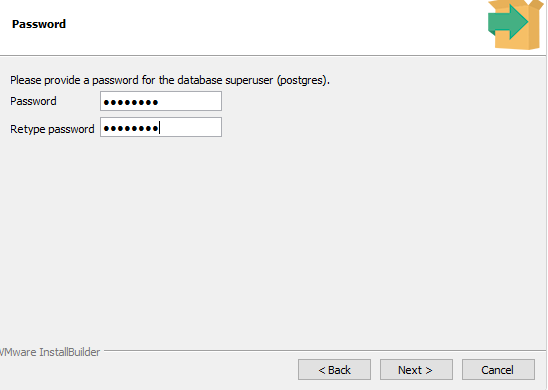 Password
Please provide a password for the database superuser (postgres).
Password ••••••••
Retype password ••••••••
VMware InstallBuilder
< Back Next > Cancel